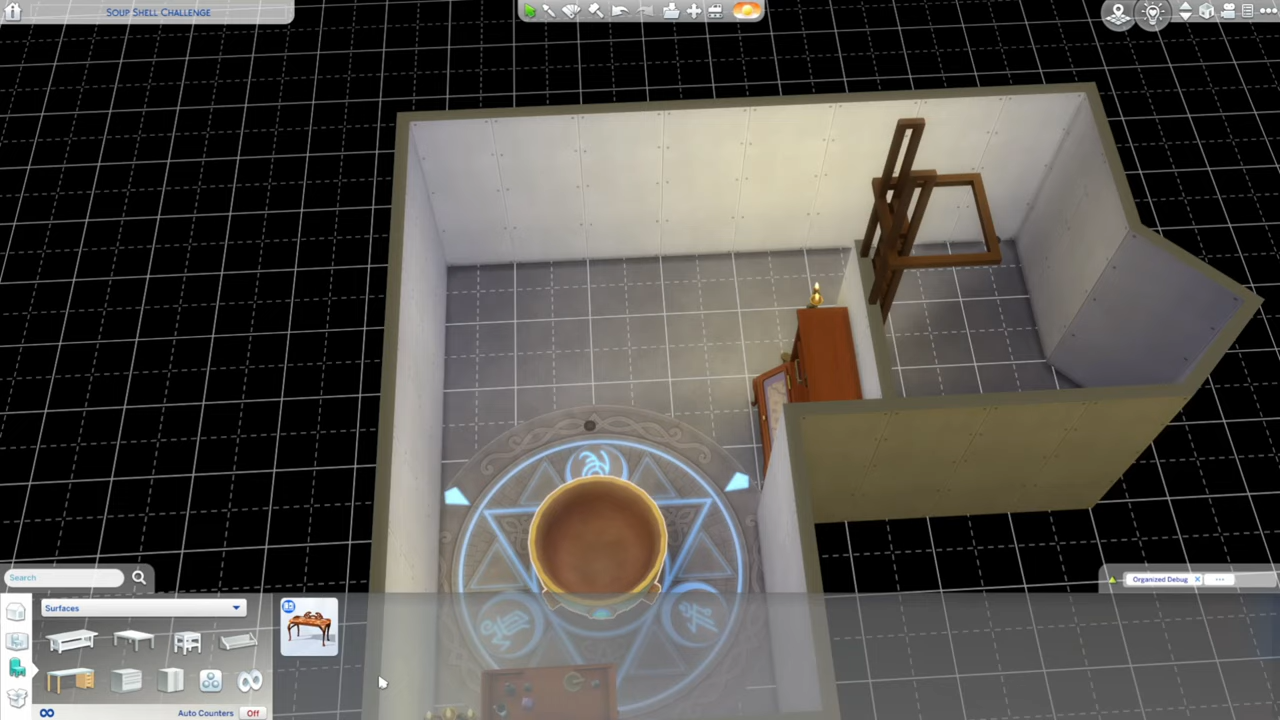 Soup Shell Challenge
Search
Organized Debug
Surfaces
Auto Counters
Off